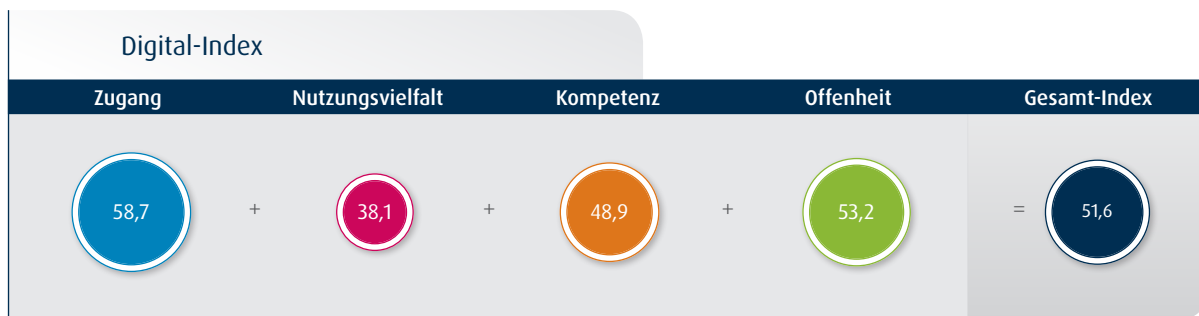 Digital-Index
Zugang Nutzungsvielfalt Kompetenz Offenheit Gesamt-Index
58,7 + 38,1 + 48,9 + 53,2 = 51,6